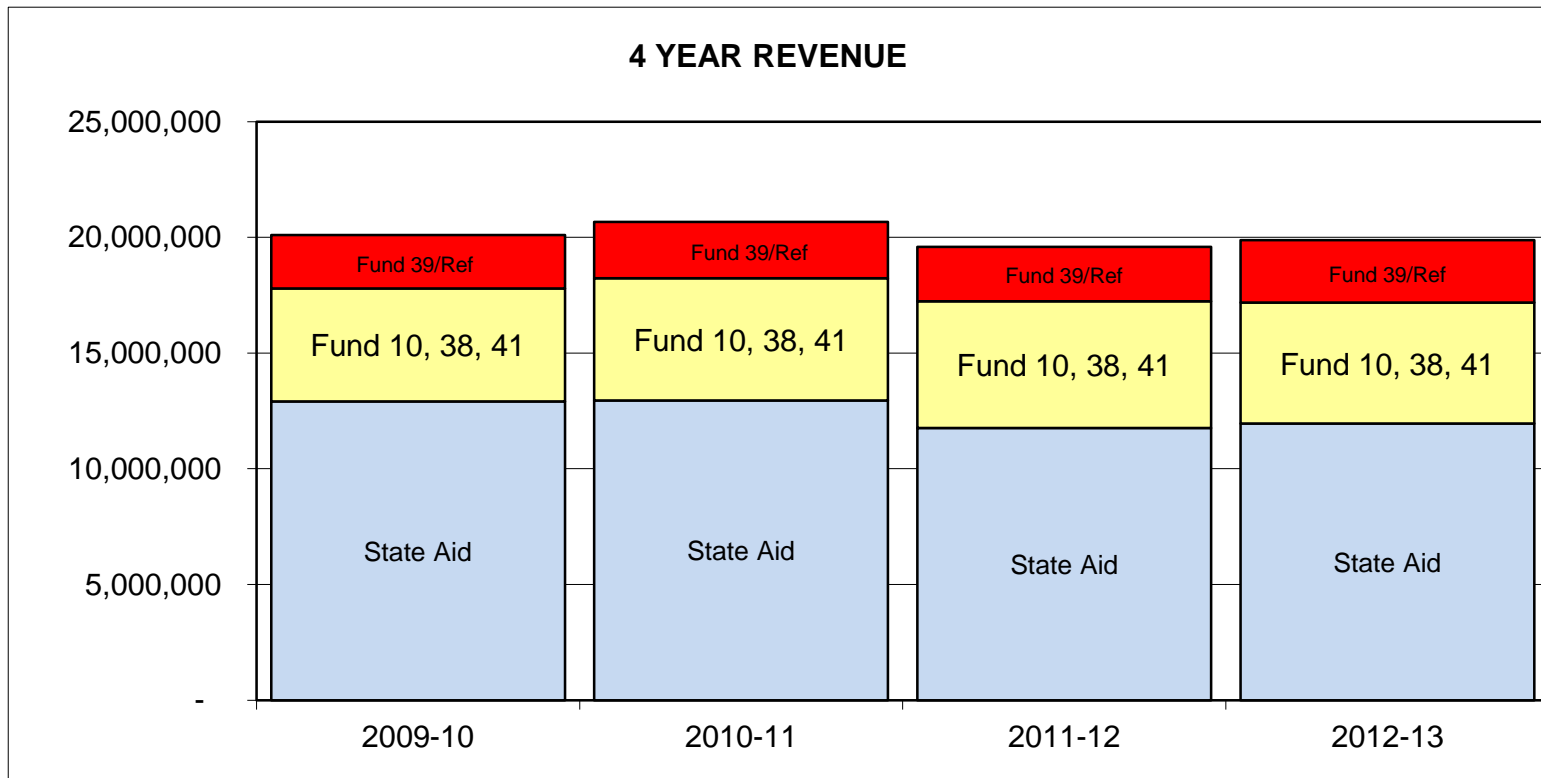 4 YEAR REVENUE
25,000,000
20,000,000
15,000,000
10,000,000
5,000,000
-
Fund 39/Ref
Fund 39/Ref
Fund 39/Ref
Fund 39/Ref
Fund 10, 38, 41
Fund 10, 38, 41
Fund 10, 38, 41
Fund 10, 38, 41
State Aid
State Aid
State Aid
State Aid
2009-10
2010-11
2011-12
2012-13